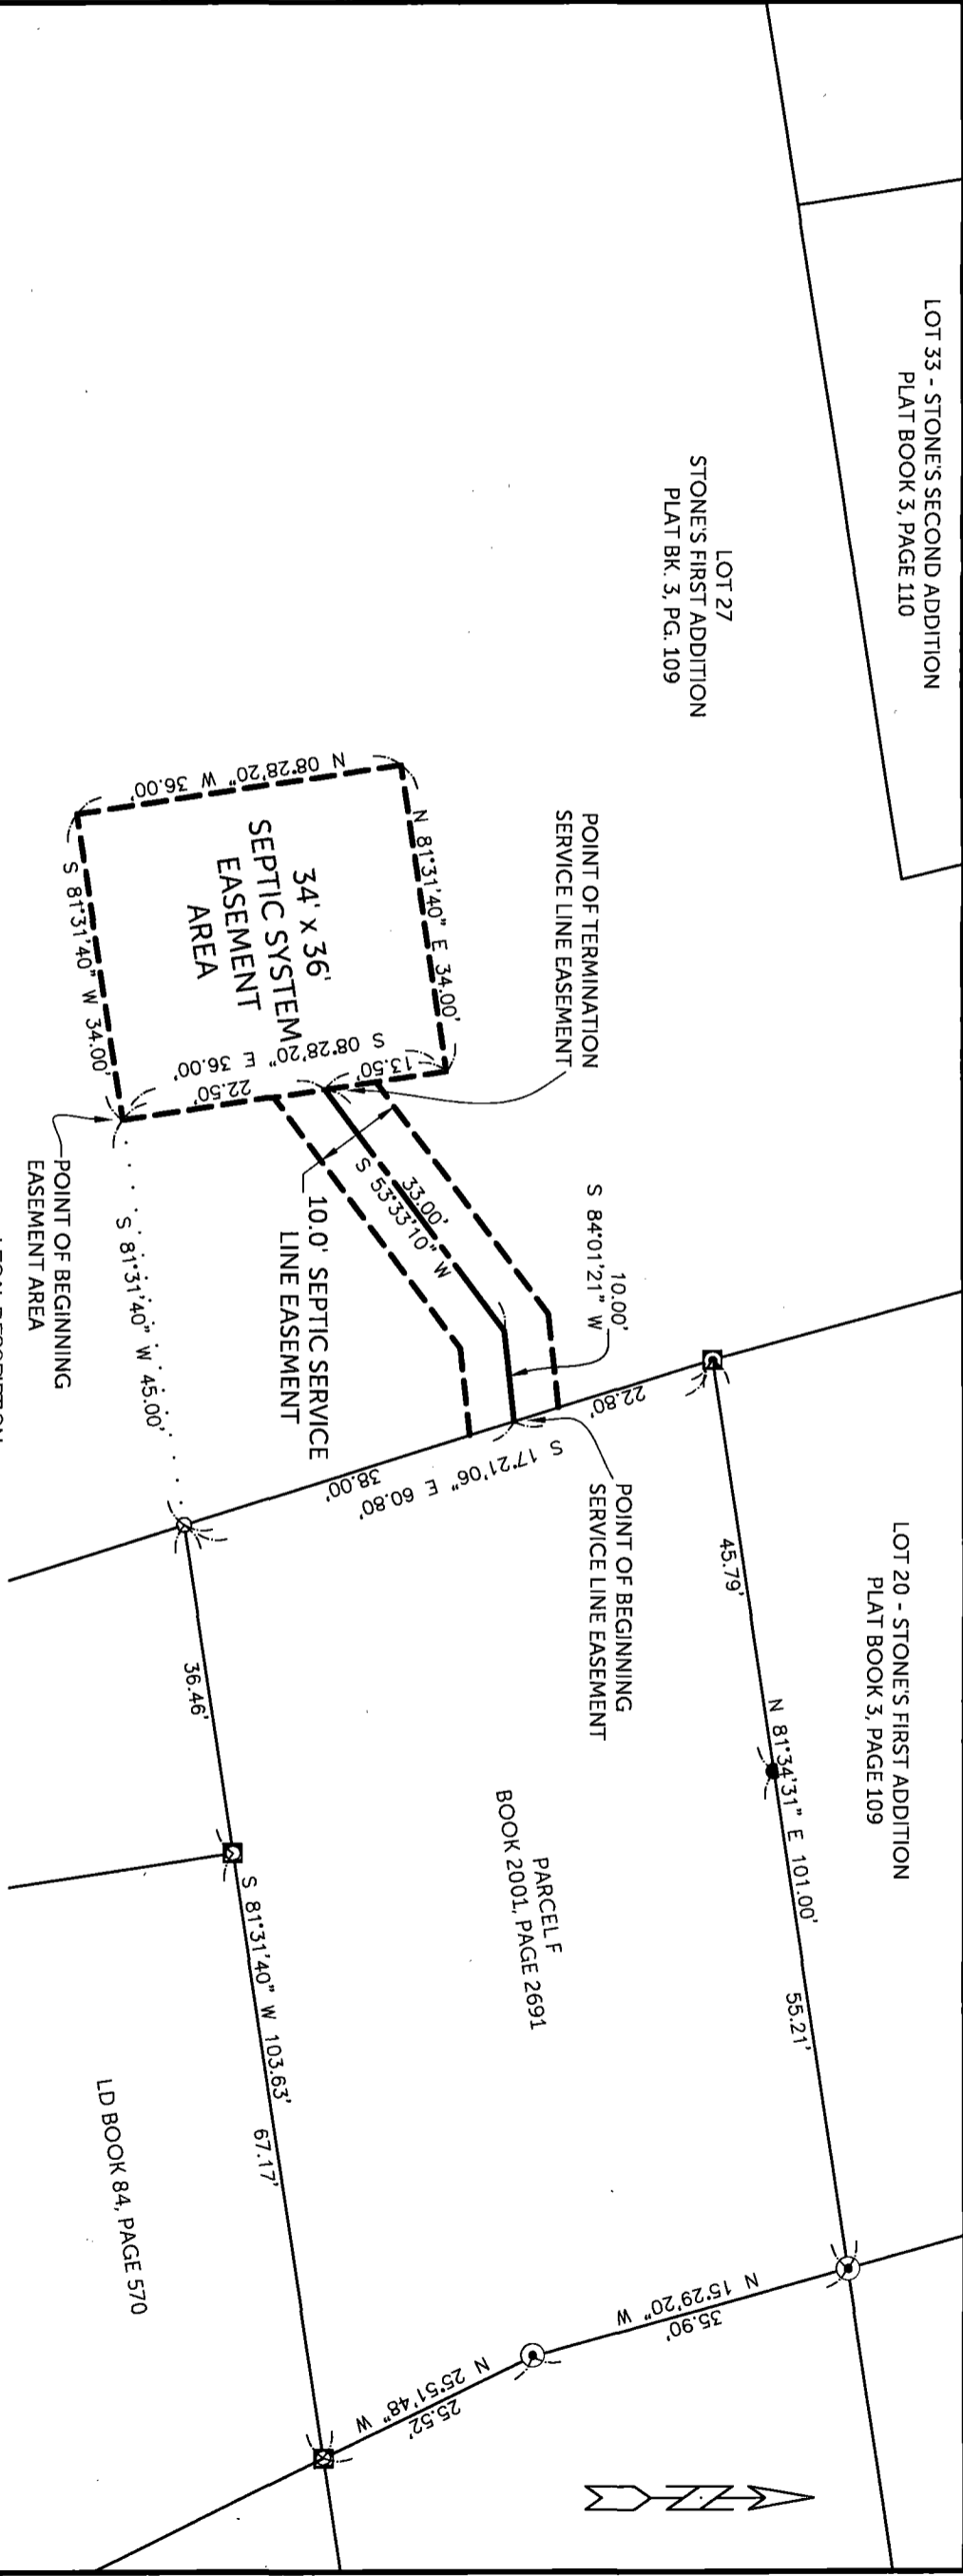 LOT 33 - STONE'S SECOND ADDITION
PLAT BOOK 3, PAGE 110
LOT 27
STONE'S FIRST ADDITION
PLAT BK. 3, PG. 109
LOT 20 - STONE'S FIRST ADDITION
PLAT BOOK 3, PAGE 109
POINT OF TERMINATION
SERVICE LINE EASEMENT
N 81°31'40" E 34.00'
N 08°28'20" W 36.00'
34' X 36'
SEPTIC SYSTEM
EASEMENT
AREA
S 08°28'20" E 36.00'
13.50'
22.50'
S 81°31'40" W 34.00'
33.00'
S 53°33'10" W
10.00'
S 84°01'21" W
10.0' SEPTIC SERVICE
LINE EASEMENT
POINT OF BEGINNING
EASEMENT AREA
S 81°31'40" W 45.00'
22.80'
S 17°21'06" E 60.80'
38.00'
POINT OF BEGINNING
SERVICE LINE EASEMENT
45.79'
N 81°34'31" E 101.00'
55.21'
PARCEL F
BOOK 2001, PAGE 2691
36.46'
S 81°31'40" W 103.63'
67.17'
N 15°29'20" W
35.90'
N 25°51'48" W
25.52'
LD BOOK 84, PAGE 570
N